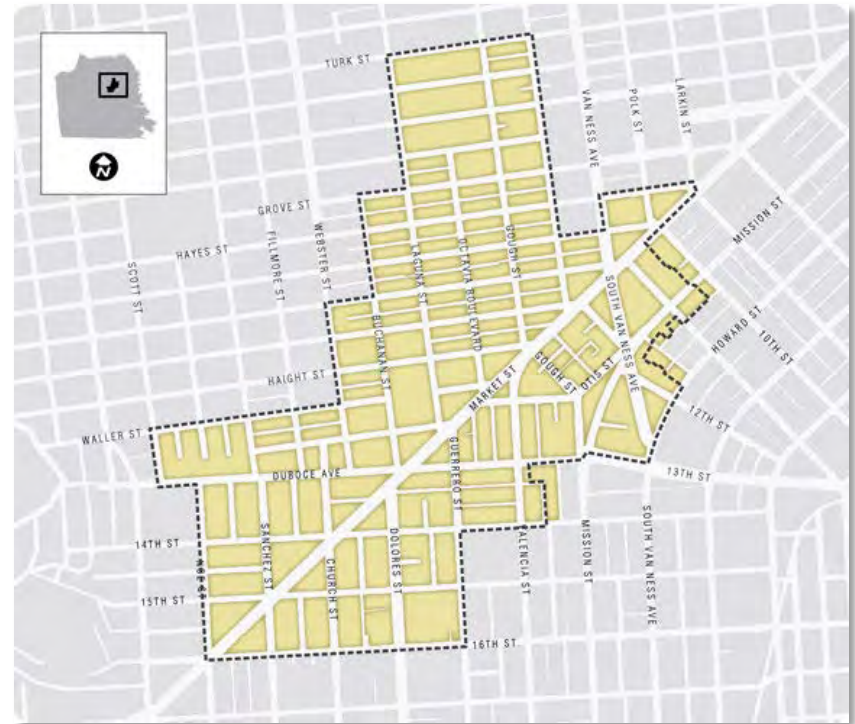 TURK ST
VAN NESS AVE
POLK ST
LARKIN ST
N
MISSION ST
GROVE ST
HAYES ST
WEBSTER ST
FILLMORE ST
SCOTT ST
LAGUNA ST
OCTAVIA BOULEVARD
GOUGH ST
SOUTH VAN NESS AVE
HOWARD ST
10TH ST
BUCHANAN ST
HAIGHT ST
MARKET ST
GOUGH ST
OTIS ST
12TH ST
WALLER ST
DUBOCE AVE
GUERRERO ST
13TH ST
14TH ST
SANCHEZ ST
CHURCH ST
DOLORES ST
ALENCIA ST
MISSION ST
SOUTH VAN NESS AVE
15TH ST
16TH ST